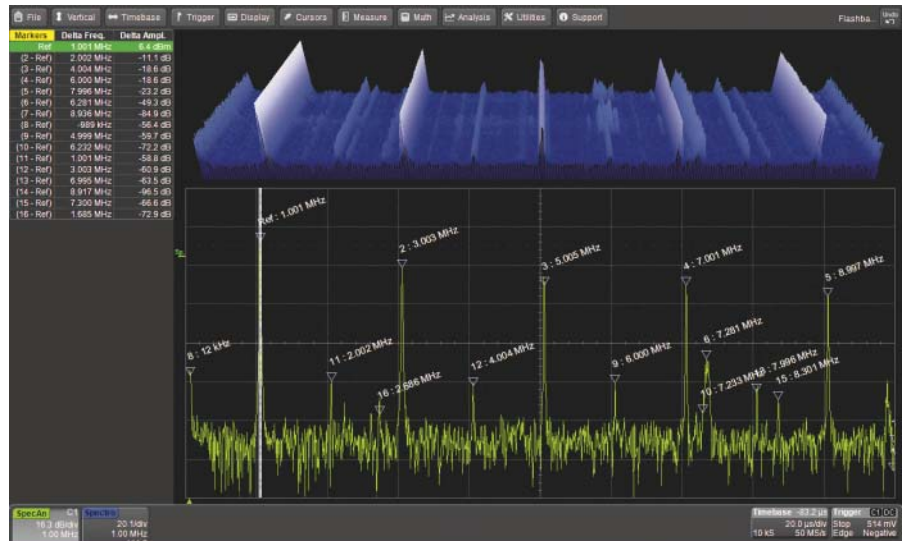 File Vertical Timebase Trigger Display Cursors Measure Math Analysis Utilities Support Flashba... Undo
Markers Delta Freq. Delta Ampl.
Ref 1.001 MHz 6.4 dBm
(2 - Ref) 2.002 MHz -11.1 dB
(3 - Ref) 4.004 MHz -18.6 dB
(4 - Ref) 6.000 MHz -18.6 dB
(5 - Ref) 7.996 MHz -23.2 dB
(6 - Ref) 6.281 MHz -49.3 dB
(7 - Ref) 8.936 MHz -84.9 dB
(8 - Ref) -989 kHz -56.4 dB
(9 - Ref) 4.999 MHz -59.7 dB
(10 - Ref) 6.232 MHz -72.2 dB
(11 - Ref) 1.001 MHz -58.8 dB
(12 - Ref) 3.003 MHz -60.9 dB
(13 - Ref) 6.995 MHz -63.5 dB
(14 - Ref) 8.917 MHz -96.5 dB
(15 - Ref) 7.300 MHz -66.6 dB
(16 - Ref) 1.685 MHz -72.9 dB
Ref : 1.001 MHz
2 : 3.003 MHz
3 : 5.005 MHz
4 : 7.001 MHz
5 : 8.997 MHz
8 : 12 kHz
11 : 2.002 MHz
16 : 2.686 MHz
12 : 4.004 MHz
9 : 6.000 MHz
6 : 7.281 MHz
10 : 7.233 MHz
: 7.996 MHz
15 : 8.301 MHz
SpecAn C1 Spectro
16.3 dB/div 20.1/div
1.00 MHz 1.00 MHz
Timebase -83.2 µs Trigger C1 DC
20.0 µs/div Stop 514 mV
10 kS 50 MS/s Edge Negative